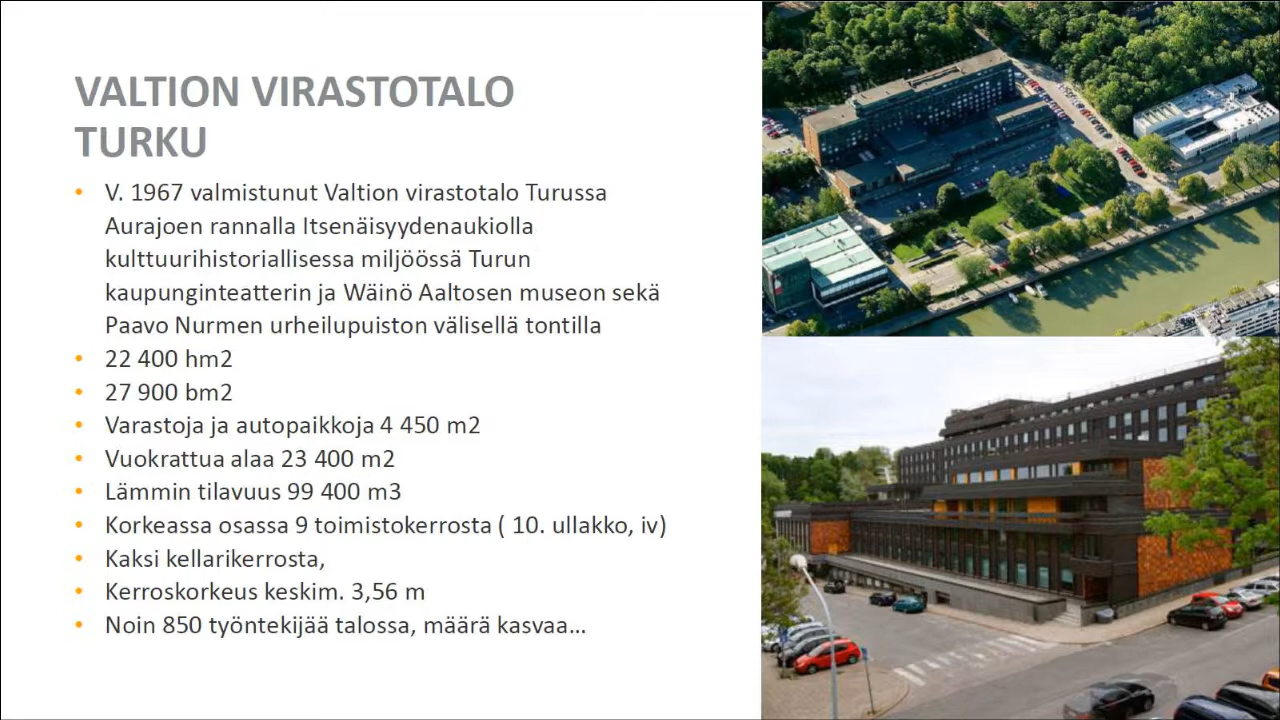 VALTION VIRASTOTALO
TURKU
• V. 1967 valmistunut Valtion virastotalo Turussa
Aurajoen rannalla Itsenäisyydenaukiolla
kulttuurihistoriallisessa miljöössä Turun
kaupunginteatterin ja Wäinö Aaltosen museon sekä
Paavo Nurmen urheilupuiston välisellä tontilla
• 22 400 hm2
• 27 900 bm2
• Varastoja ja autopaikkoja 4 450 m2
• Vuokrattua alaa 23 400 m2
• Lämmin tilavuus 99 400 m3
• Korkeassa osassa 9 toimistokerrosta ( 10. ullakko, iv)
• Kaksi kellarikerrosta,
• Kerroskorkeus keskim. 3,56 m
• Noin 850 työntekijää talossa, määrä kasvaa…